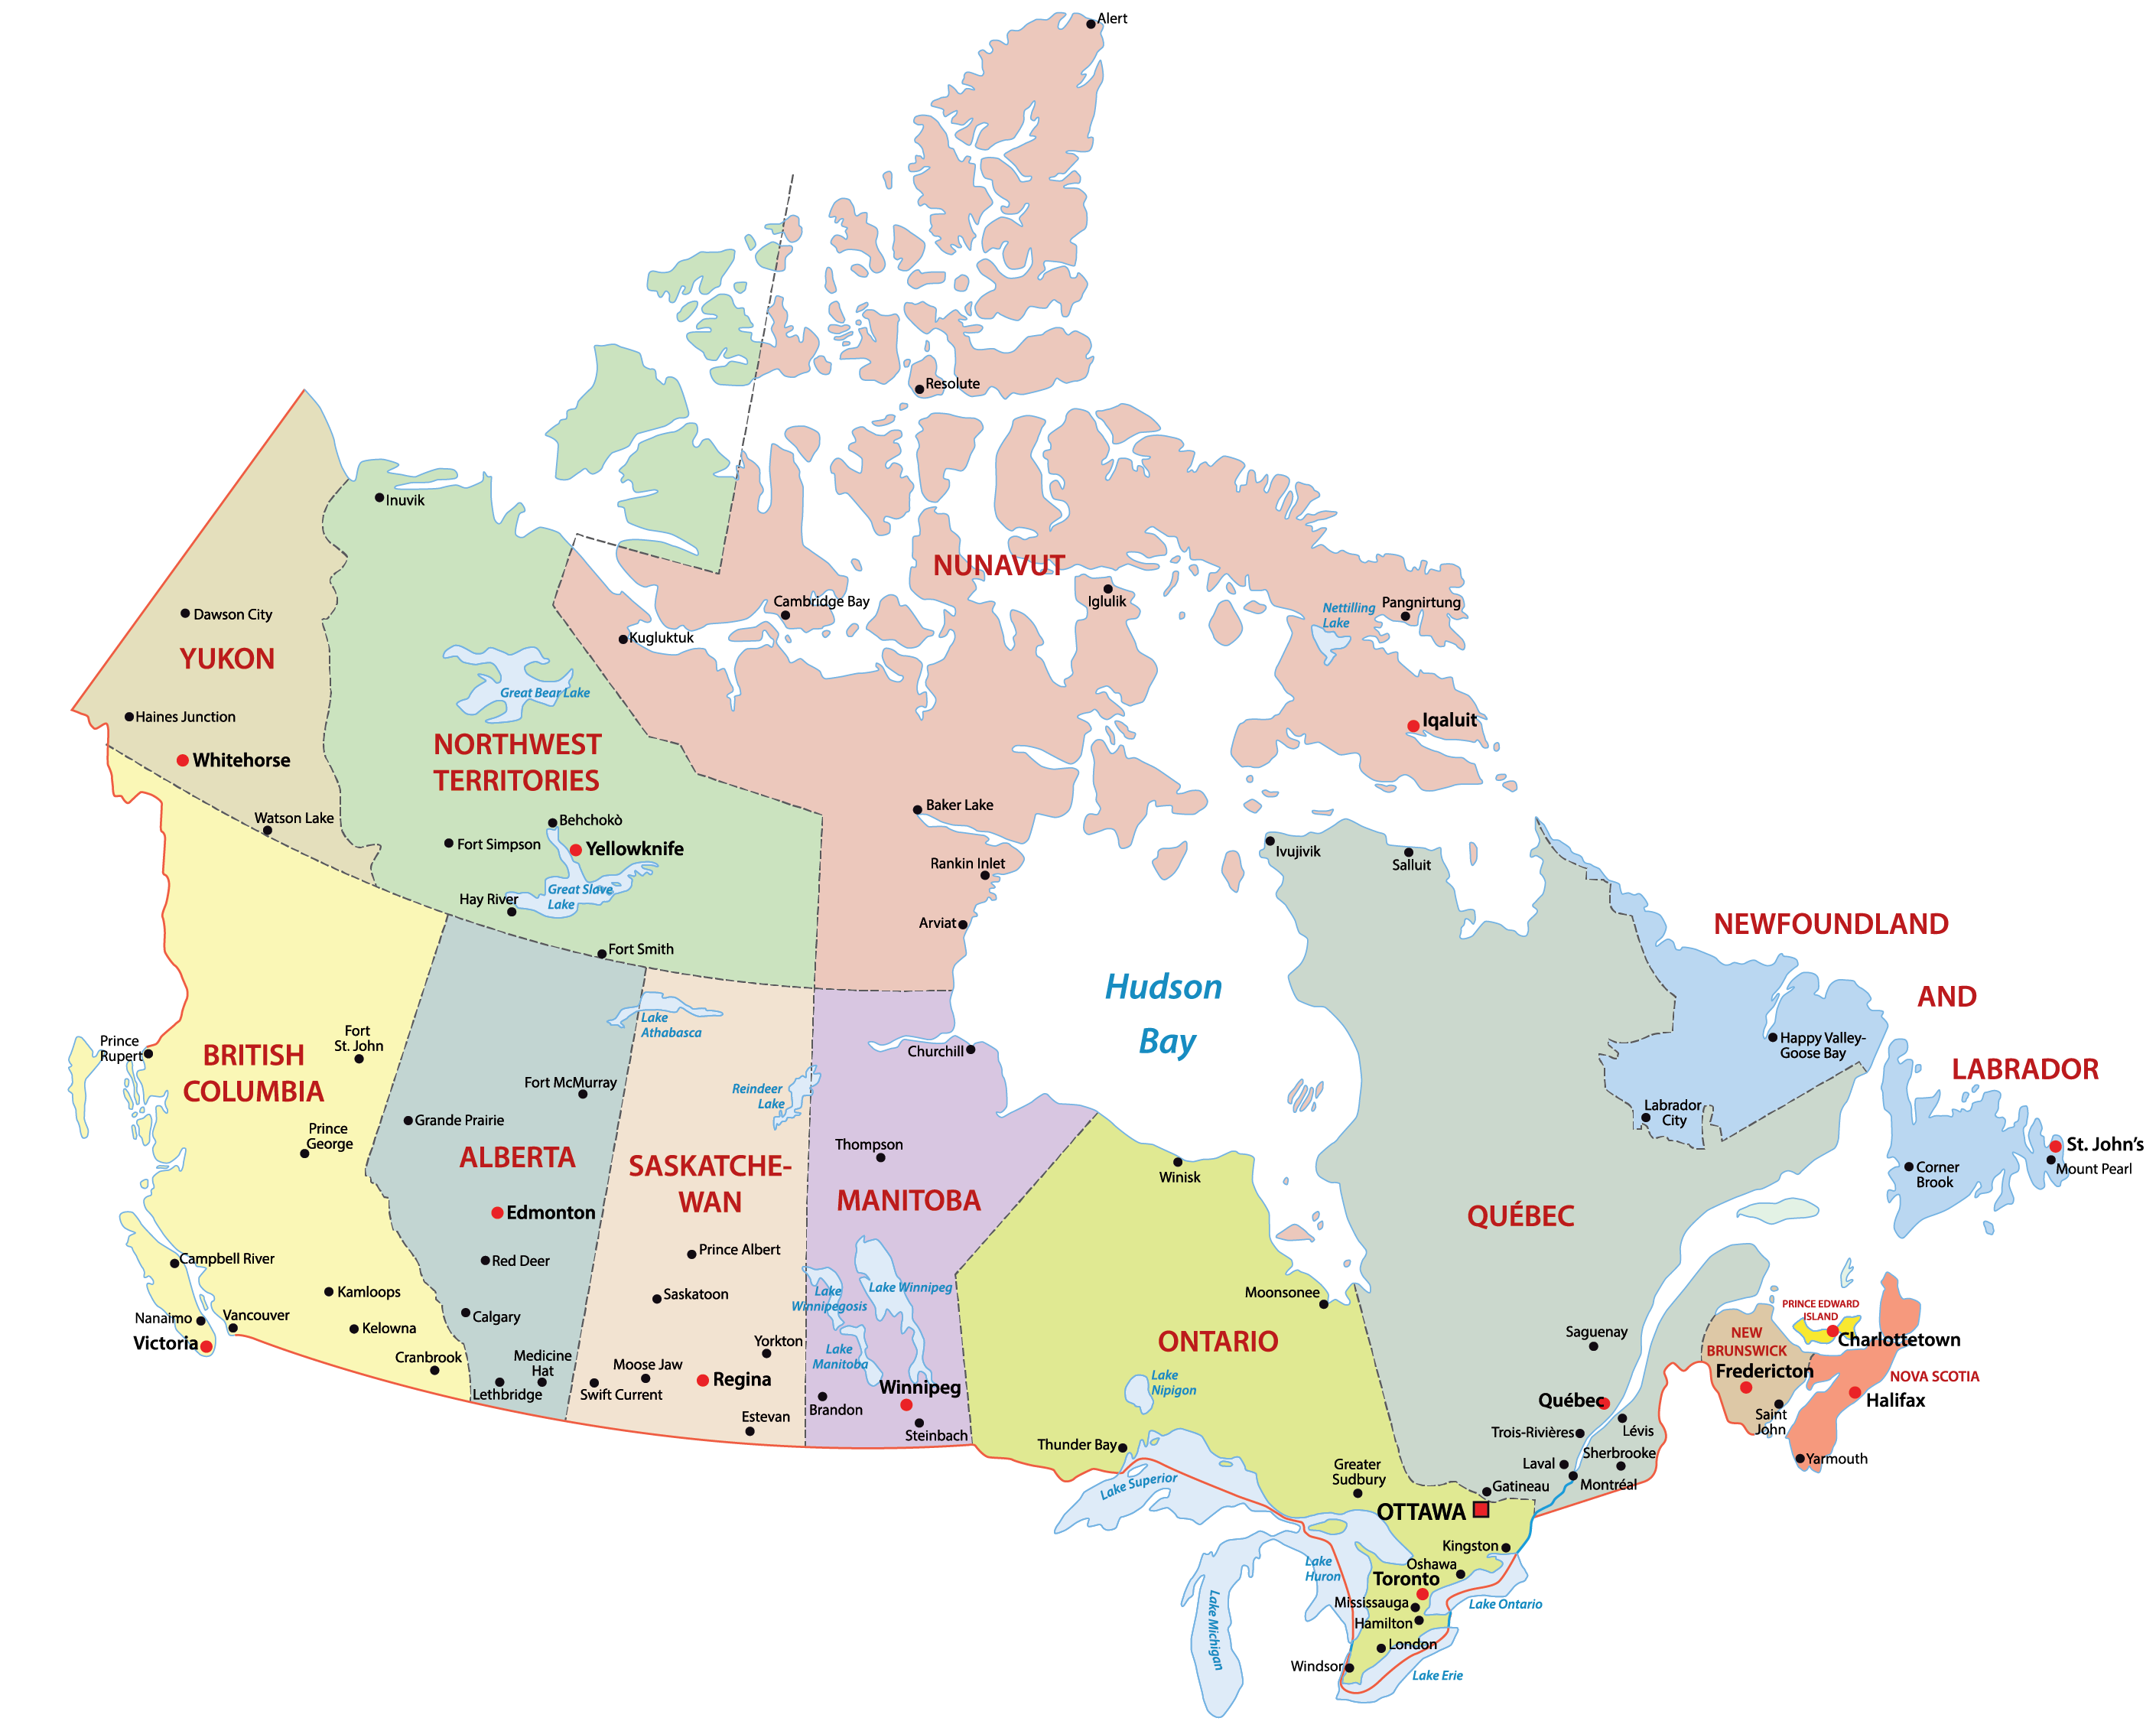 Alert
Resolute
Inuvik
NUNAVUT
Cambridge Bay
Iglulik
Nettilling
Lake
Pangnirtung
Dawson City
Kugluktuk
YUKON
Great Bear Lake
Haines Junction
Iqaluit
NORTHWEST
TERRITORIES
Whitehorse
Baker Lake
Watson Lake
Behchokò
Fort Simpson
Yellowknife
Ivujivik
Salluit
Rankin Inlet
Great Slave
Lake
Hay River
Arviat
NEWFOUNDLAND
AND
LABRADOR
Fort Smith
Hudson
Bay
Lake
Athabasca
Prince
Rupert
BRITISH
COLUMBIA
Fort
St. John
Churchill
Happy Valley-
Goose Bay
Fort McMurray
Reindeer
Lake
Grande Prairie
Labrador
City
Prince
George
ALBERTA
SASKATCHE-
WAN
Thompson
MANITOBA
Winisk
St. John's
Mount Pearl
Corner
Brook
Edmonton
QUÉBEC
Campbell River
Red Deer
Prince Albert
Kamloops
Saskatoon
Lake
Winnipegosis
Lake Winnipeg
Moonsonee
Nanaimo
Vancouver
Victoria
Kelowna
Calgary
Yorkton
Lake
Manitoba
ONTARIO
Saguenay
PRINCE EDWARD
ISLAND
Charlottetown
NEW
BRUNSWICK
Fredericton
NOVA SCOTIA
Halifax
Cranbrook
Medicine
Hat
Lethbridge
Moose Jaw
Swift Current
Regina
Winnipeg
Brandon
Lake
Nipigon
Québec
Estevan
Steinbach
Saint
John
Thunder Bay
Trois-Rivières
Lévis
Sherbrooke
Yarmouth
Laval
Montréal
Greater
Sudbury
Gatineau
Lake Superior
OTTAWA
Kingston
Lake
Huron
Oshawa
Toronto
Mississauga
Lake Ontario
Hamilton
Lake Michigan
London
Windsor
Lake Erie